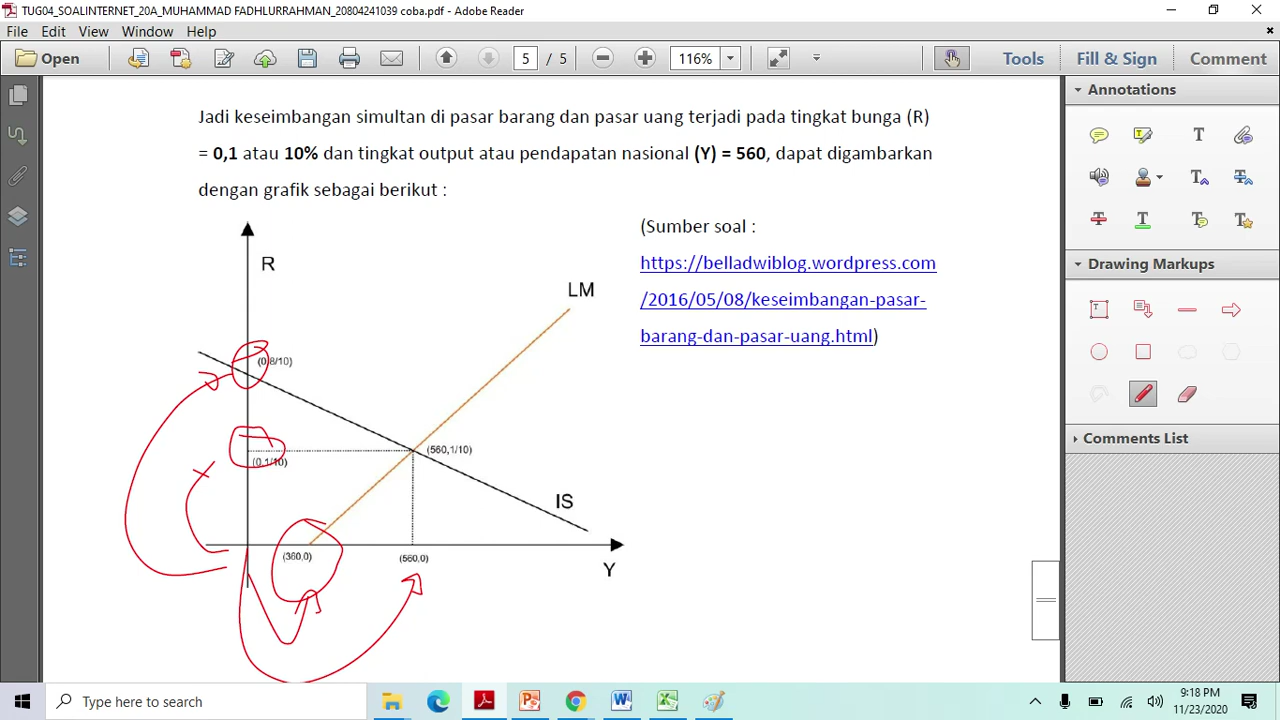 TUG04_SOALINTERNET_20A_MUHAMMAD FADHLURRAHMAN_20804241039 coba.pdf - Adobe Reader
File Edit View Window Help
Open
5 / 5
116%
Tools
Fill & Sign
Comment
Annotations
Drawing Markups
Comments List
Jadi keseimbangan simultan di pasar barang dan pasar uang terjadi pada tingkat bunga (R)
= 0,1 atau 10% dan tingkat output atau pendapatan nasional (Y) = 560, dapat digambarkan
dengan grafik sebagai berikut :
(Sumber soal :
https://belladwiblog.wordpress.com
/2016/05/08/keseimbangan-pasar-
barang-dan-pasar-uang.html)
R
LM
(0,8/10)
(560,1/10)
(0,1/10)
IS
(360,0)
(560,0)
Y
Type here to search
9:18 PM
11/23/2020